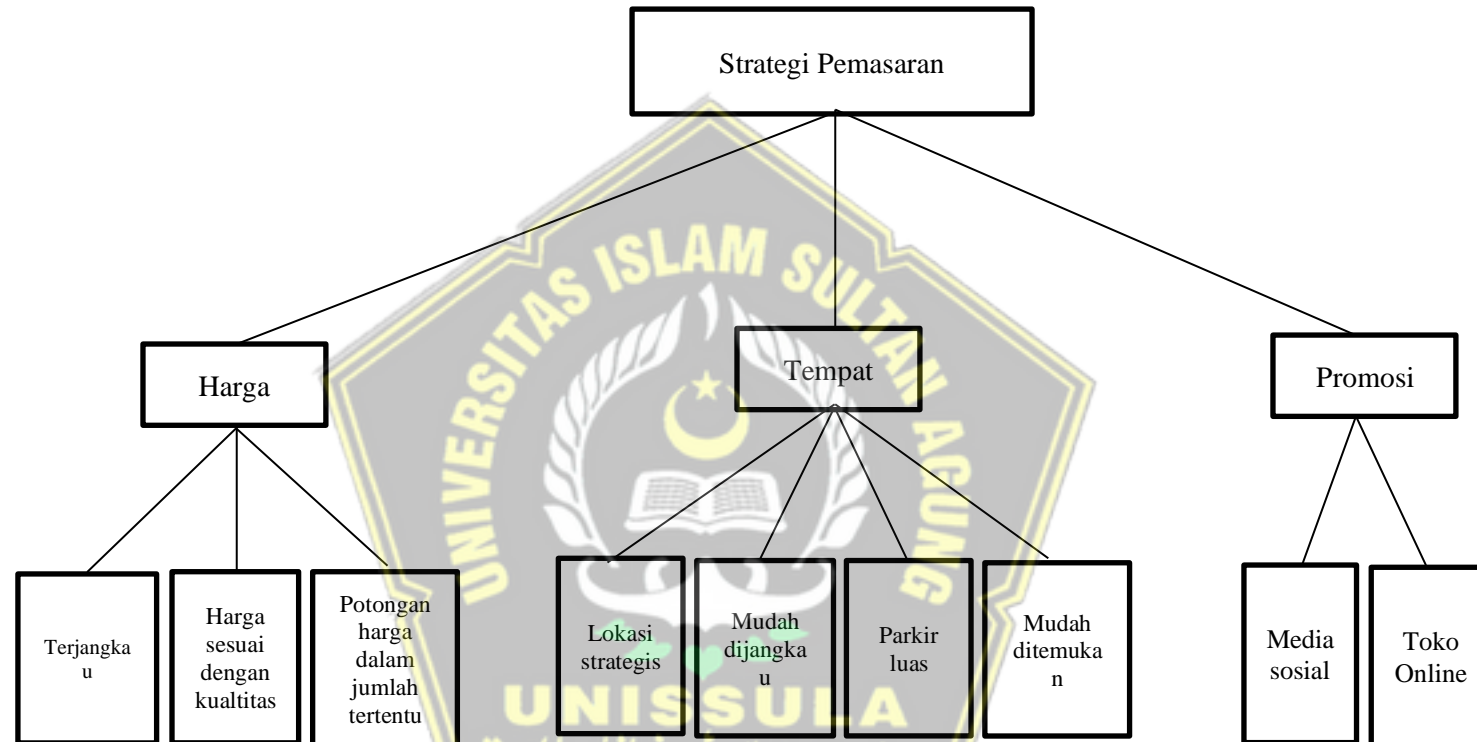 Strategi Pemasaran
UNIVERSITAS ISLAM SULTAN AGUNG
Harga
Tempat
Promosi
Terjangka
u
Harga
sesuai
dengan
kualtitas
Potongan
harga
dalam
jumlah
tertentu
Lokasi
strategis
Mudah
dijangka
u
Parkir
luas
Mudah
ditemuka
n
Media
sosial
Toko
Online
UNISSULA